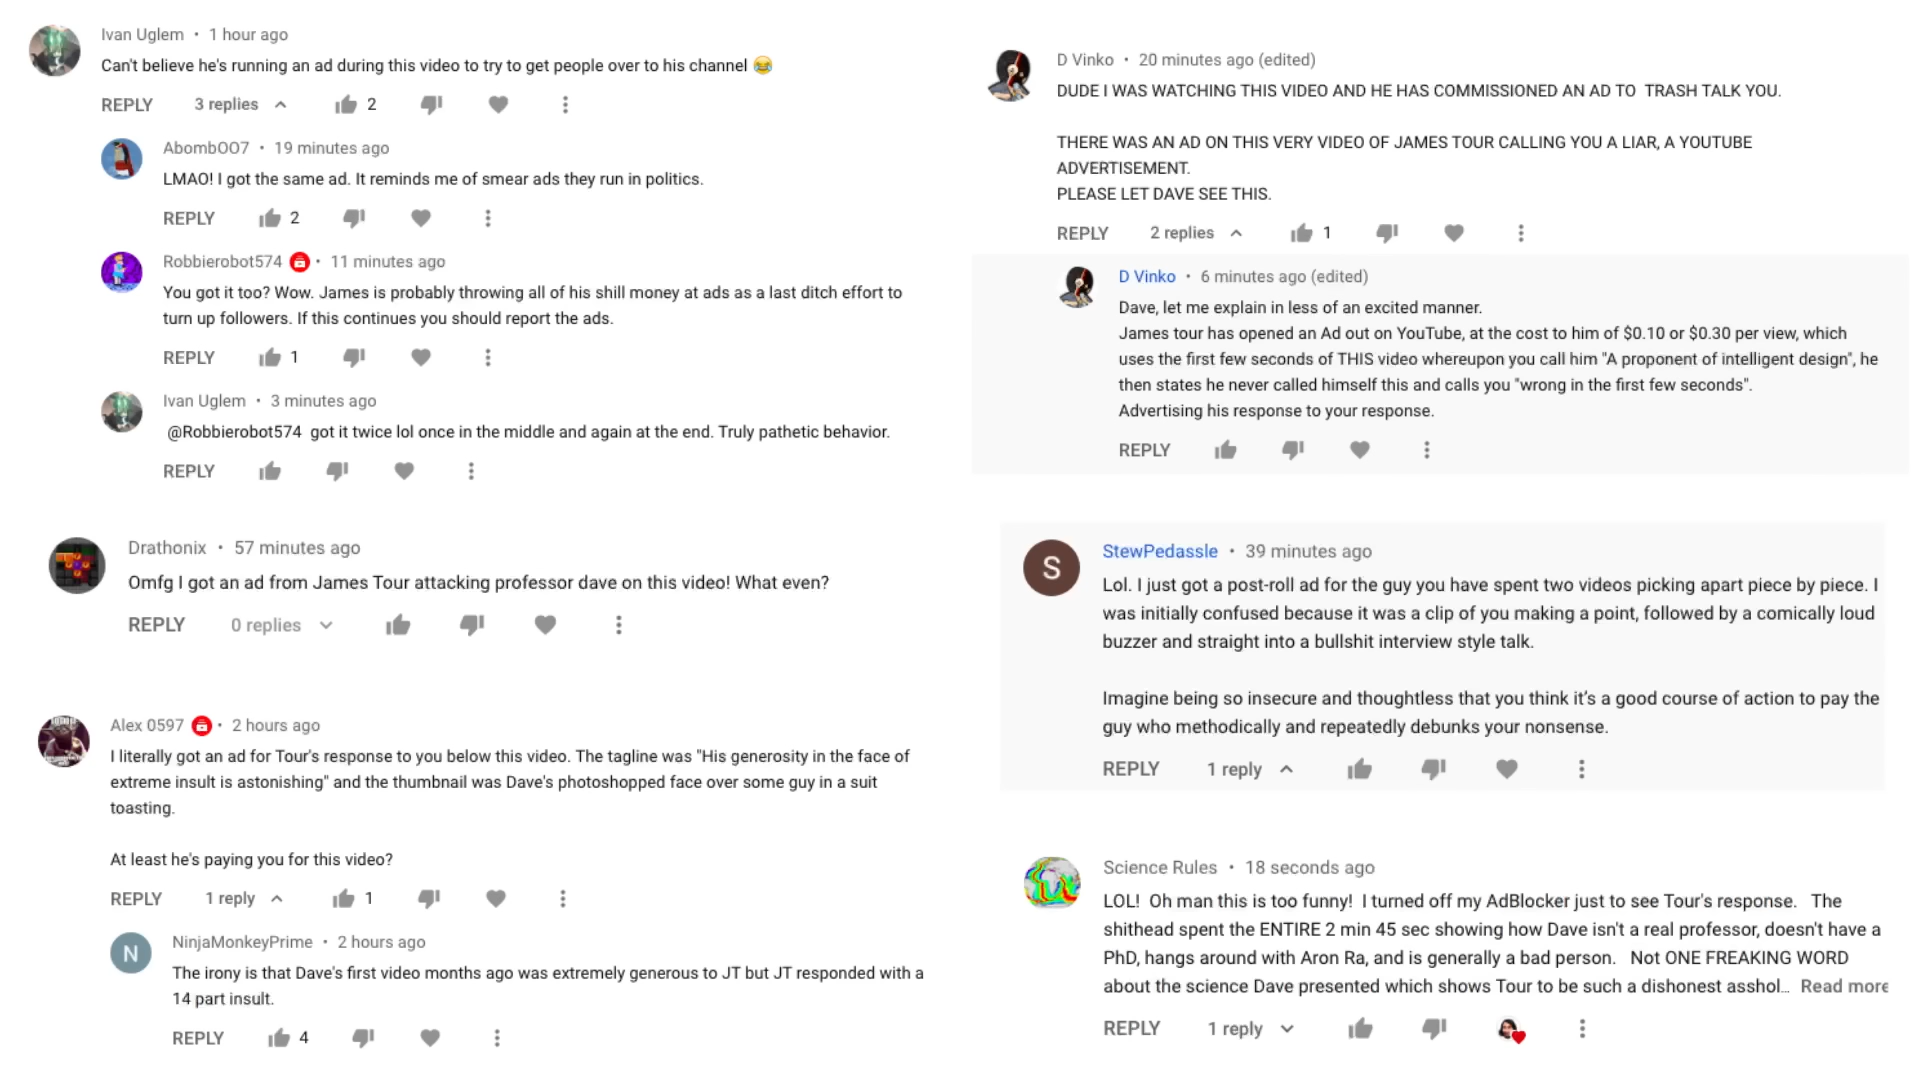 Ivan Uglem • 1 hour ago
Can't believe he's running an ad during this video to try to get people over to his channel 😂
REPLY 3 replies 2
AbombOO7 • 19 minutes ago
LMAO! I got the same ad. It reminds me of smear ads they run in politics.
REPLY 2
Robbierobot574 • 11 minutes ago
You got it too? Wow. James is probably throwing all of his shill money at ads as a last ditch effort to
turn up followers. If this continues you should report the ads.
REPLY 1
Ivan Uglem • 3 minutes ago
@Robbierobot574 got it twice lol once in the middle and again at the end. Truly pathetic behavior.
REPLY
Drathonix • 57 minutes ago
Omfg I got an ad from James Tour attacking professor dave on this video! What even?
REPLY 0 replies
Alex 0597 • 2 hours ago
I literally got an ad for Tour's response to you below this video. The tagline was "His generosity in the face of
extreme insult is astonishing" and the thumbnail was Dave's photoshopped face over some guy in a suit
toasting.
At least he's paying you for this video?
REPLY 1 reply 1
N
NinjaMonkeyPrime • 2 hours ago
The irony is that Dave's first video months ago was extremely generous to JT but JT responded with a
14 part insult.
REPLY 4
D Vinko • 20 minutes ago (edited)
DUDE I WAS WATCHING THIS VIDEO AND HE HAS COMMISSIONED AN AD TO TRASH TALK YOU.
THERE WAS AN AD ON THIS VERY VIDEO OF JAMES TOUR CALLING YOU A LIAR, A YOUTUBE
ADVERTISEMENT.
PLEASE LET DAVE SEE THIS.
REPLY 2 replies 1
D Vinko • 6 minutes ago (edited)
Dave, let me explain in less of an excited manner.
James tour has opened an Ad out on YouTube, at the cost to him of $0.10 or $0.30 per view, which
uses the first few seconds of THIS video whereupon you call him "A proponent of intelligent design", he
then states he never called himself this and calls you "wrong in the first few seconds".
Advertising his response to your response.
REPLY
S
StewPedassle • 39 minutes ago
Lol. I just got a post-roll ad for the guy you have spent two videos picking apart piece by piece. I
was initially confused because it was a clip of you making a point, followed by a comically loud
buzzer and straight into a bullshit interview style talk.
Imagine being so insecure and thoughtless that you think it's a good course of action to pay the
guy who methodically and repeatedly debunks your nonsense.
REPLY 1 reply
Science Rules • 18 seconds ago
LOL! Oh man this is too funny! I turned off my AdBlocker just to see Tour's response. The
shithead spent the ENTIRE 2 min 45 sec showing how Dave isn't a real professor, doesn't have a
PhD, hangs around with Aron Ra, and is generally a bad person. Not ONE FREAKING WORD
about the science Dave presented which shows Tour to be such a dishonest asshol... Read more
REPLY 1 reply